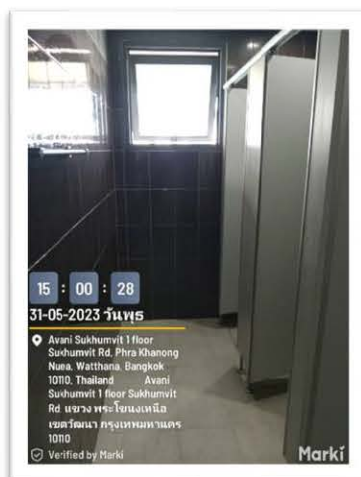 15 : 00 : 28
31-05-2023 วันพุธ
Avani Sukhumvit 1 floor
Sukhumvit Rd, Phra Khanong
Nuea, Watthana, Bangkok
10110, Thailand Avani
Sukhumvit 1 floor Sukhumvit
Rd แขวง พระโขนงเหนือ
เขตวัฒนา กรุงเทพมหานคร
10110
Verified by Marki
Marki